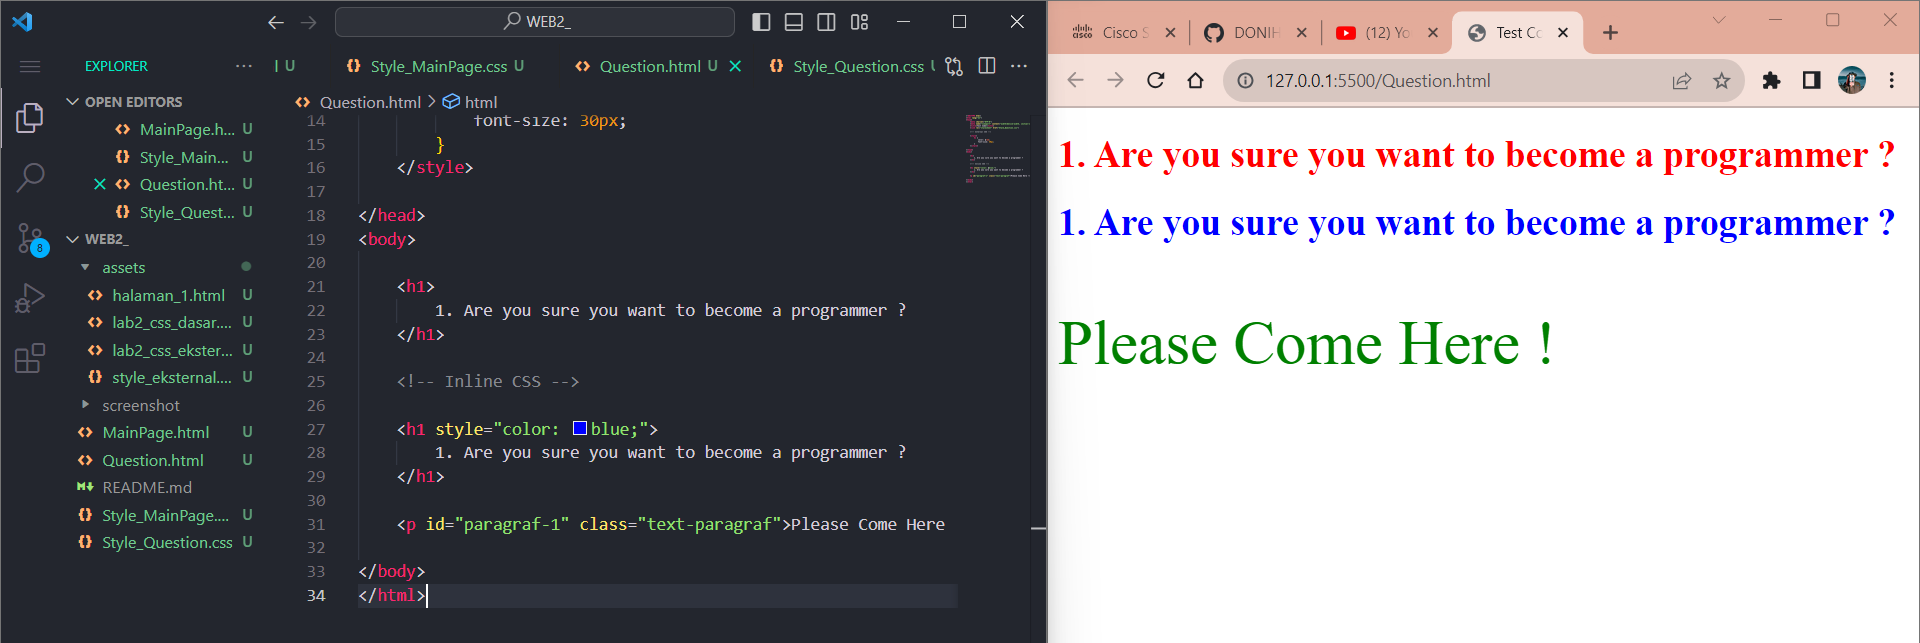 WEB2_
EXPLORER
U
Style_MainPage.css U
Question.html U
Style_Question.css
OPEN EDITORS
MainPage.h... U
Style_Main... U
Question.ht... U
Style_Quest... U
WEB2_
assets
halaman_1.html U
lab2_css_dasar.... U
lab2_css_ekster... U
style_eksternal.... U
screenshot
MainPage.html U
Question.html U
README.md
Style_MainPage.... U
Style_Question.css U
8
Question.html > html
14 font-size: 30px;
15 }
16 </style>
17
18 </head>
19 <body>
20
21 <h1>
22 1. Are you sure you want to become a programmer ?
23 </h1>
24
25 <!-- Inline CSS -->
26
27 <h1 style="color: blue;">
28 1. Are you sure you want to become a programmer ?
29 </h1>
30
31 <p id="paragraf-1" class="text-paragraf">Please Come Here
32
33 </body>
34 </html>
Cisco S
DONIH
(12) Yo
Test Co
127.0.0.1:5500/Question.html
1. Are you sure you want to become a programmer ?
1. Are you sure you want to become a programmer ?
Please Come Here !